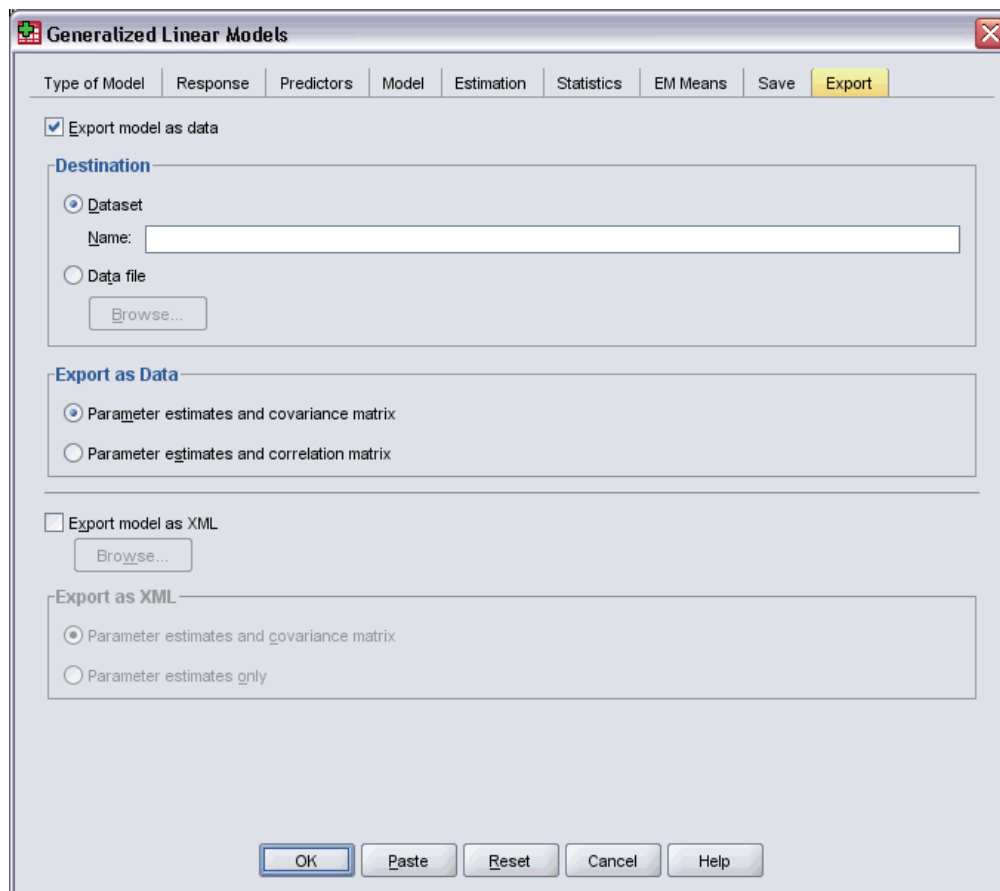 Generalized Linear Models
Type of Model Response Predictors Model Estimation Statistics EM Means Save Export
Export model as data
Destination
Dataset
Name:
Data file
Browse...
Export as Data
Parameter estimates and covariance matrix
Parameter estimates and correlation matrix
Export model as XML
Browse...
Export as XML
Parameter estimates and covariance matrix
Parameter estimates only
OK Paste Reset Cancel Help